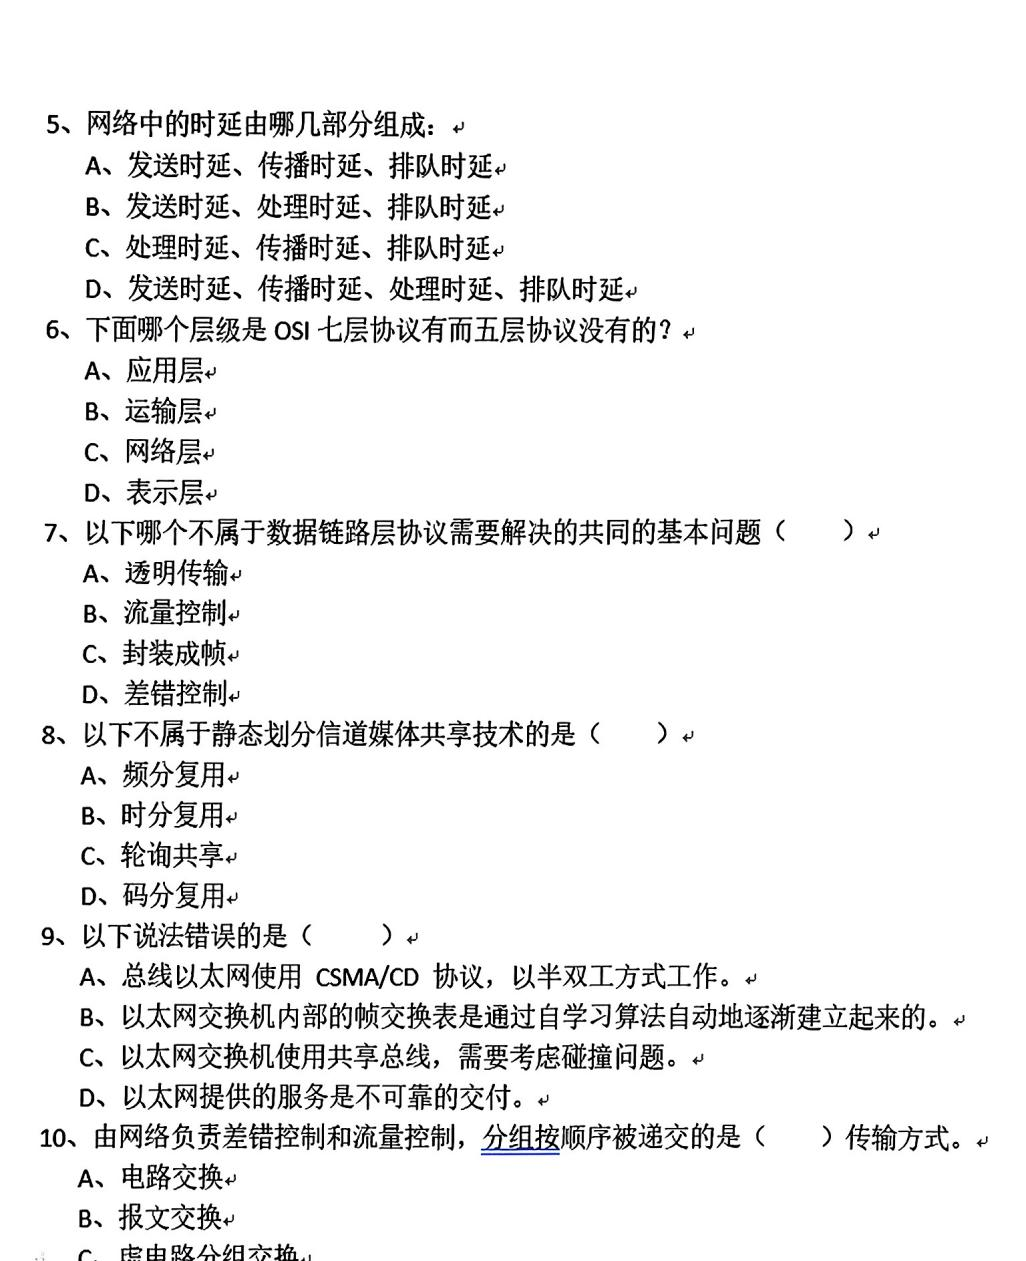 5、网络中的时延由哪几部分组成：
A、发送时延、传播时延、排队时延
B、发送时延、处理时延、排队时延
C、处理时延、传播时延、排队时延
D、发送时延、传播时延、处理时延、排队时延
6、下面哪个层级是 OSI 七层协议有而五层协议没有的？
A、应用层
B、运输层
C、网络层
D、表示层
7、以下哪个不属于数据链路层协议需要解决的共同的基本问题（　　）
A、透明传输
B、流量控制
C、封装成帧
D、差错控制
8、以下不属于静态划分信道媒体共享技术的是（　　）
A、频分复用
B、时分复用
C、轮询共享
D、码分复用
9、以下说法错误的是（　　）
A、总线以太网使用 CSMA/CD 协议，以半双工方式工作。
B、以太网交换机内部的帧交换表是通过自学习算法自动地逐渐建立起来的。
C、以太网交换机使用共享总线，需要考虑碰撞问题。
D、以太网提供的服务是不可靠的交付。
10、由网络负责差错控制和流量控制，分组按顺序被递交的是（　　）传输方式。
A、电路交换
B、报文交换
C、虚电路分组交换